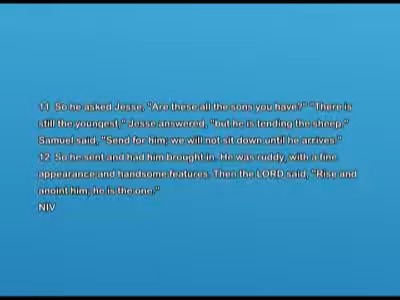 11  So he asked Jesse, "Are these all the sons you have?" "There is
still the youngest," Jesse answered, "but he is tending the sheep."
Samuel said, "Send for him; we will not sit down until he arrives."
12  So he sent and had him brought in. He was ruddy, with a fine
appearance and handsome features. Then the LORD said, "Rise and
anoint him; he is the one."
NIV